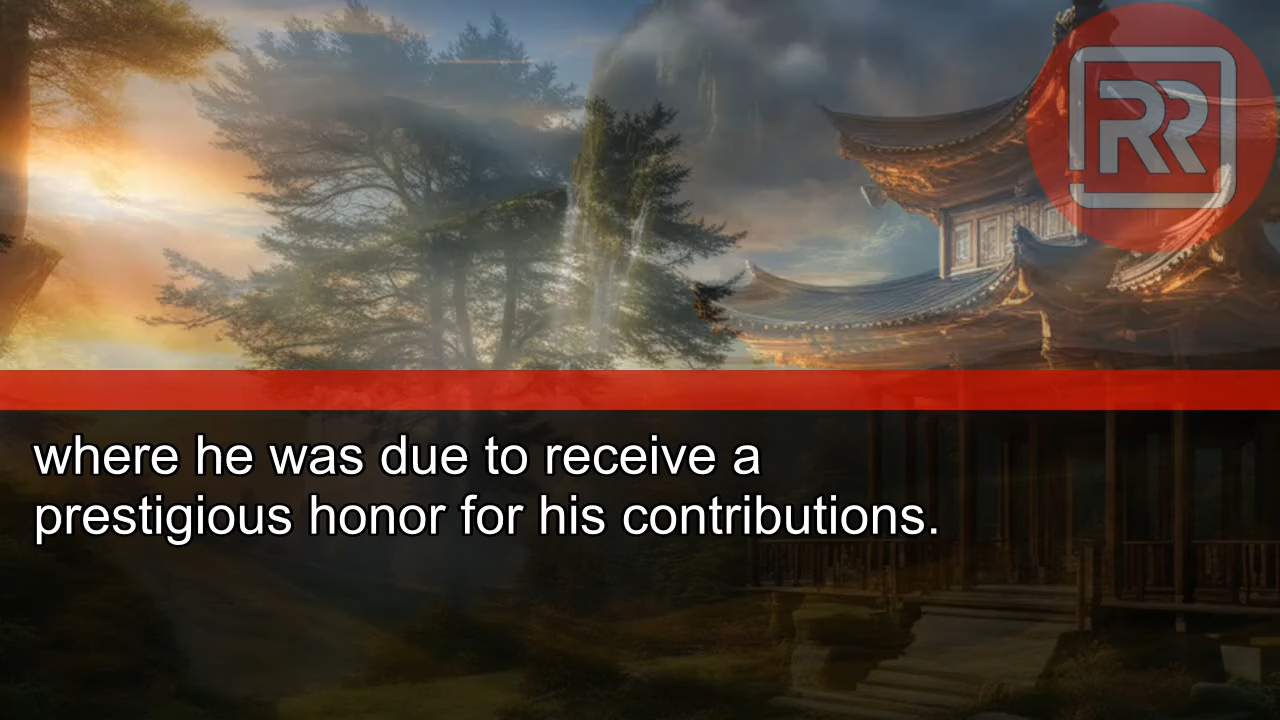 RR
where he was due to receive a
prestigious honor for his contributions.